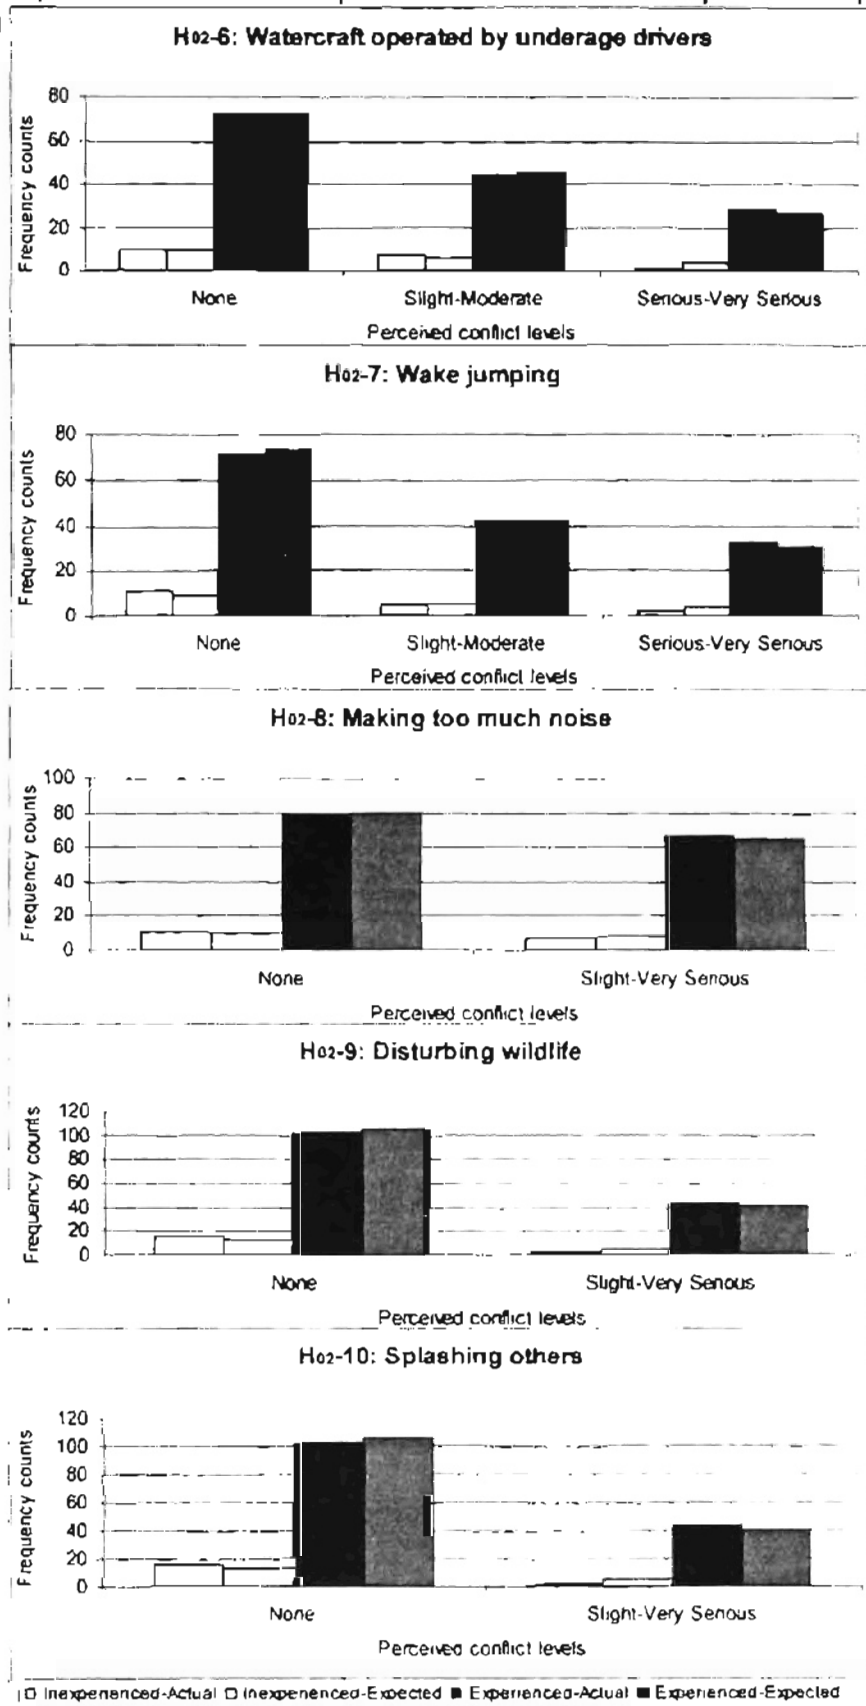 H02-6: Watercraft operated by underage drivers
80
60
40
20
0
Frequency counts
None Slight-Moderate Serious-Very Serious
Perceived conflict levels
H02-7: Wake jumping
80
60
40
20
0
Frequency counts
None Slight-Moderate Serious-Very Serious
Perceived conflict levels
H02-8: Making too much noise
100
80
60
40
20
0
Frequency counts
None Slight-Very Serious
Perceived conflict levels
H02-9: Disturbing wildlife
120
100
80
60
40
20
0
Frequency counts
None Slight-Very Serious
Perceived conflict levels
H02-10: Splashing others
120
100
80
60
40
20
0
Frequency counts
None Slight-Very Serious
Perceived conflict levels
Inexperienced-Actual Inexperienced-Expected Experienced-Actual Experienced-Expected